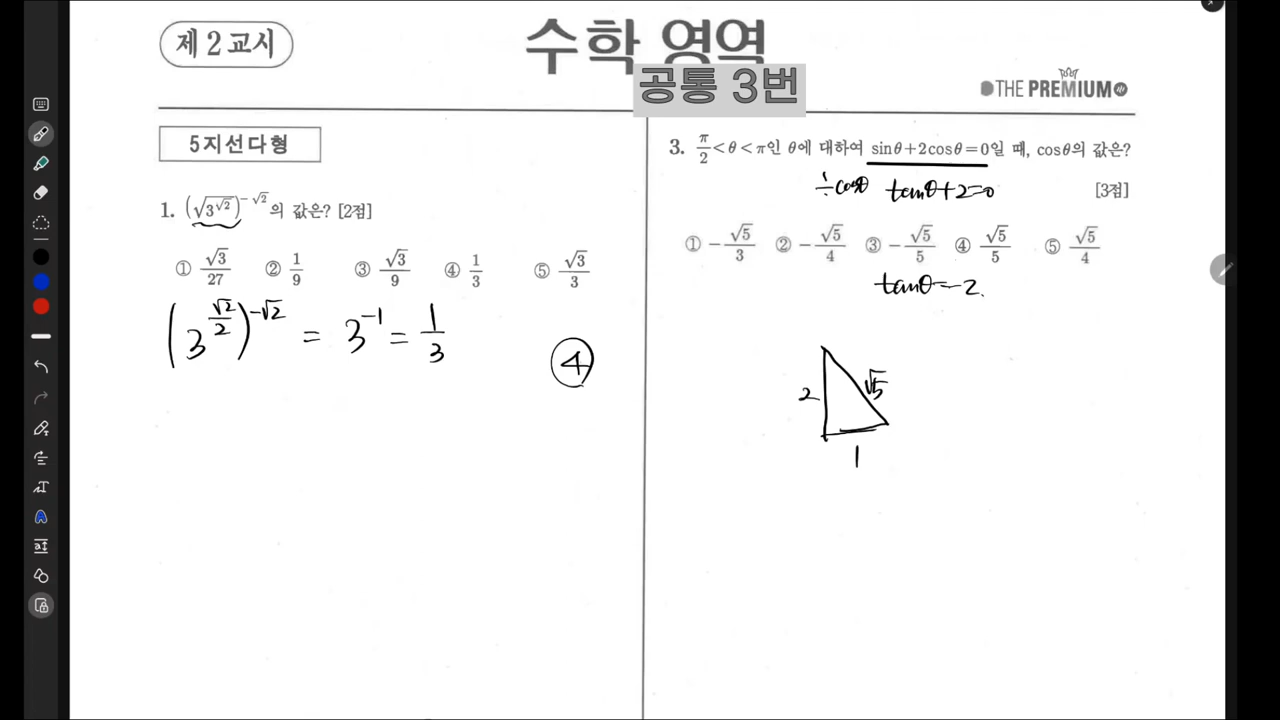 제 2 교시
수학 영역
공통 3번
THE PREMIUM
5지선다형
1. (√(3^√2))^(-√2)의 값은? [2점]
① √3/27 ② 1/9 ③ √3/9 ④ 1/3 ⑤ √3/3
(3^(√2/2))^(-√2) = 3^(-1) = 1/3
④
3. π/2<θ<π인 θ에 대하여 sinθ+2cosθ=0일 때, cosθ의 값은?
[3점]
÷cosθ tanθ+2=0
① -√5/3 ② -√5/4 ③ -√5/5 ④ √5/5 ⑤ √5/4
tanθ=-2.
2 √5
1